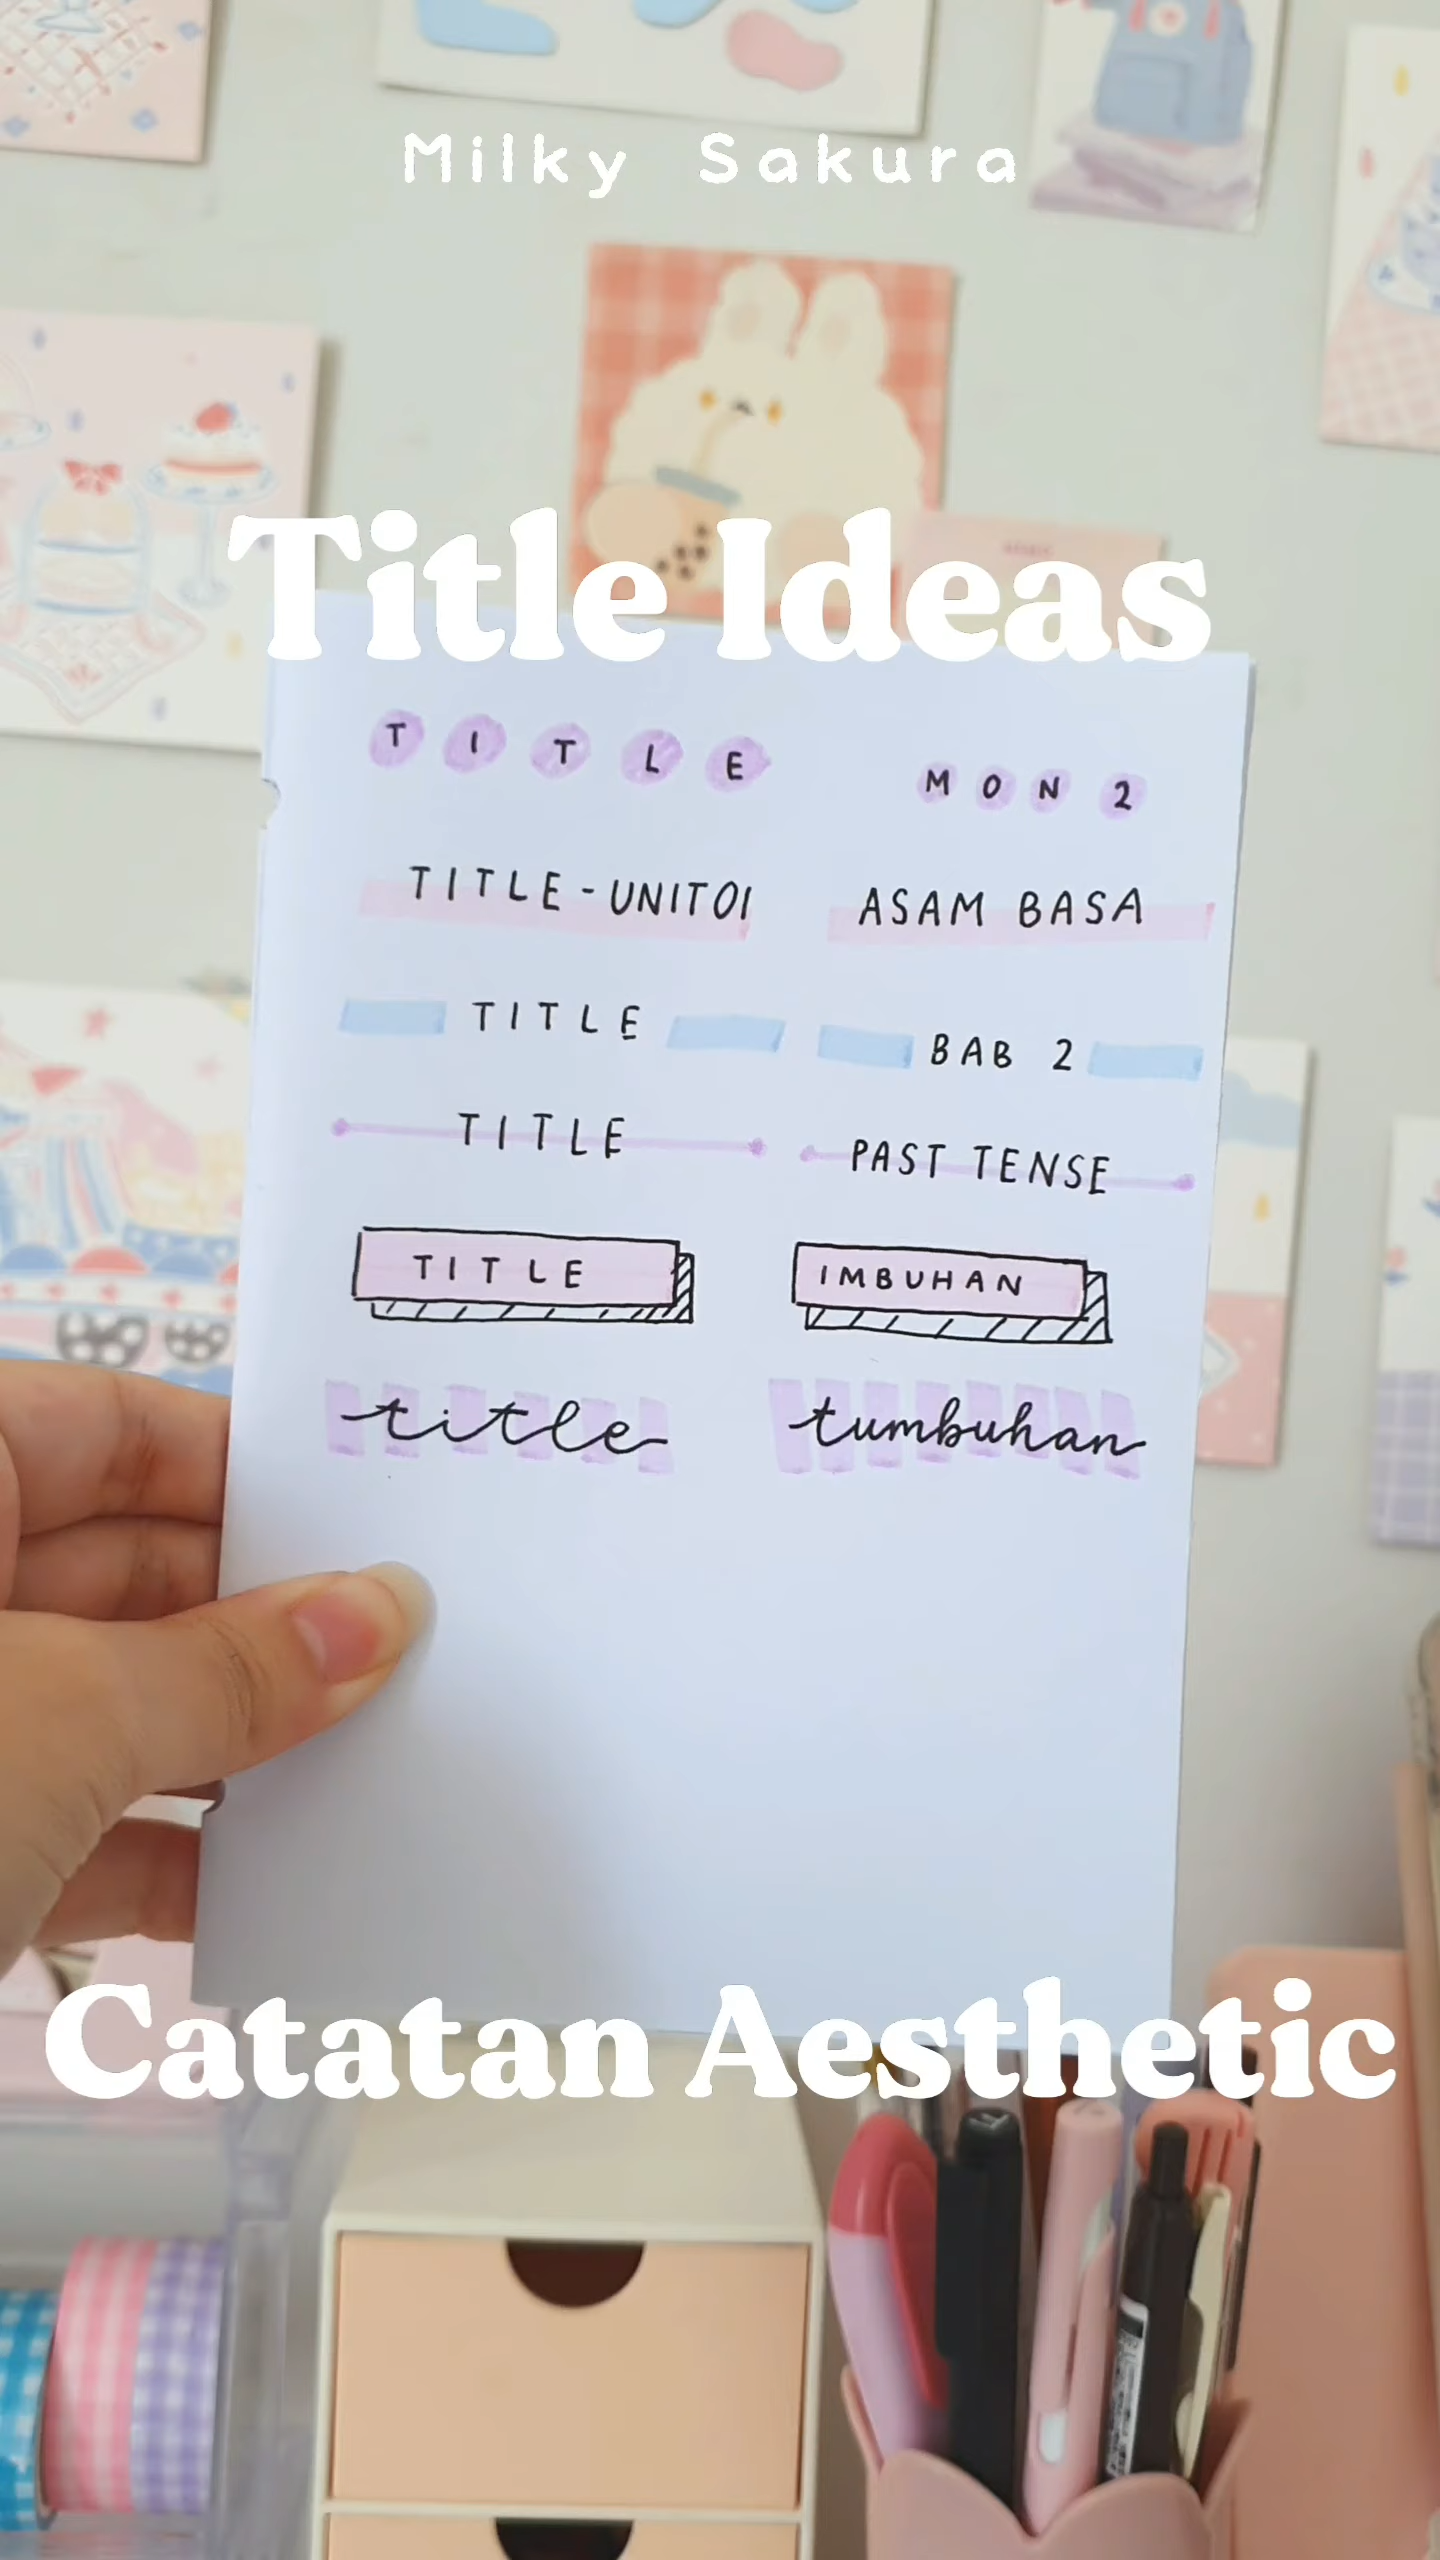 Milky Sakura
Title Ideas
TITLE MON 2
TITLE-UNIT01 ASAM BASA
TITLE BAB 2
TITLE PAST TENSE
TITLE IMBUHAN
title tumbuhan
Catatan Aesthetic